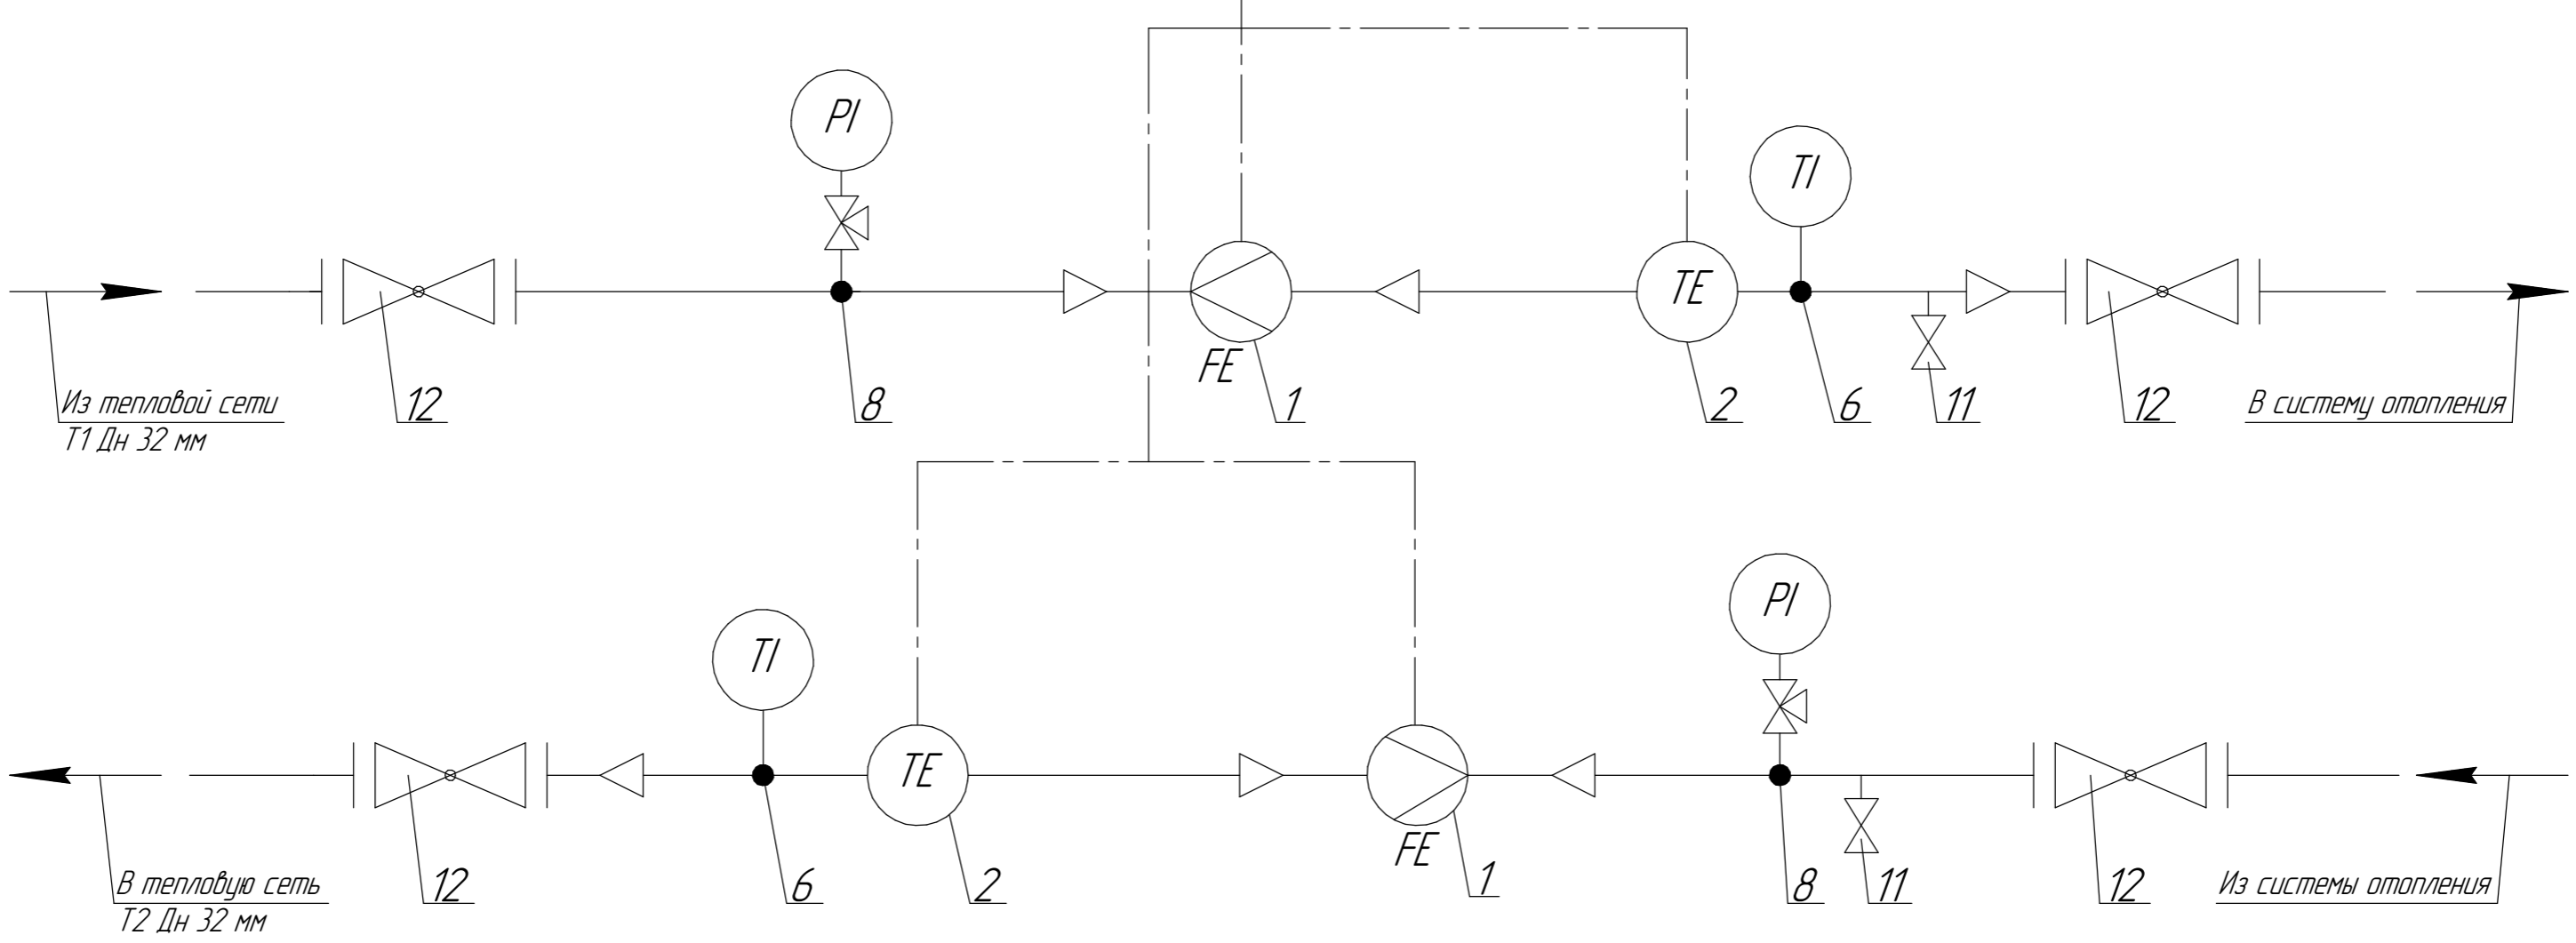 PI
TI
TE
FE
Из тепловой сети
Т1 Дн 32 мм
12
8
1
2
6
11
12
В систему отопления
PI
TI
TE
FE
В тепловую сеть
Т2 Дн 32 мм
12
6
2
1
8
11
12
Из системы отопления